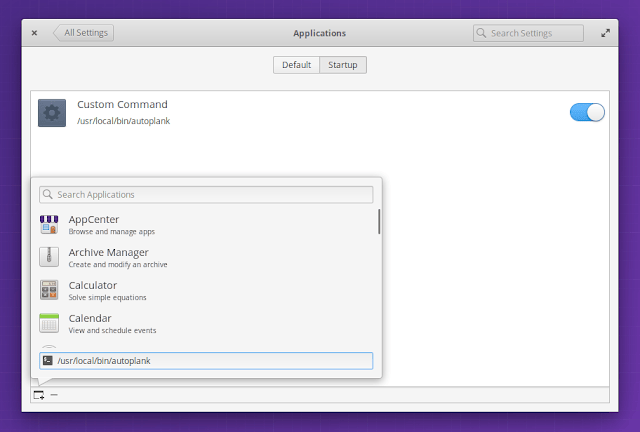 All Settings
Applications
Search Settings
Default
Startup
Custom Command
/usr/local/bin/autoplank
Search Applications
AppCenter
Browse and manage apps
Archive Manager
Create and modify an archive
Calculator
Solve simple equations
Calendar
View and schedule events
/usr/local/bin/autoplank